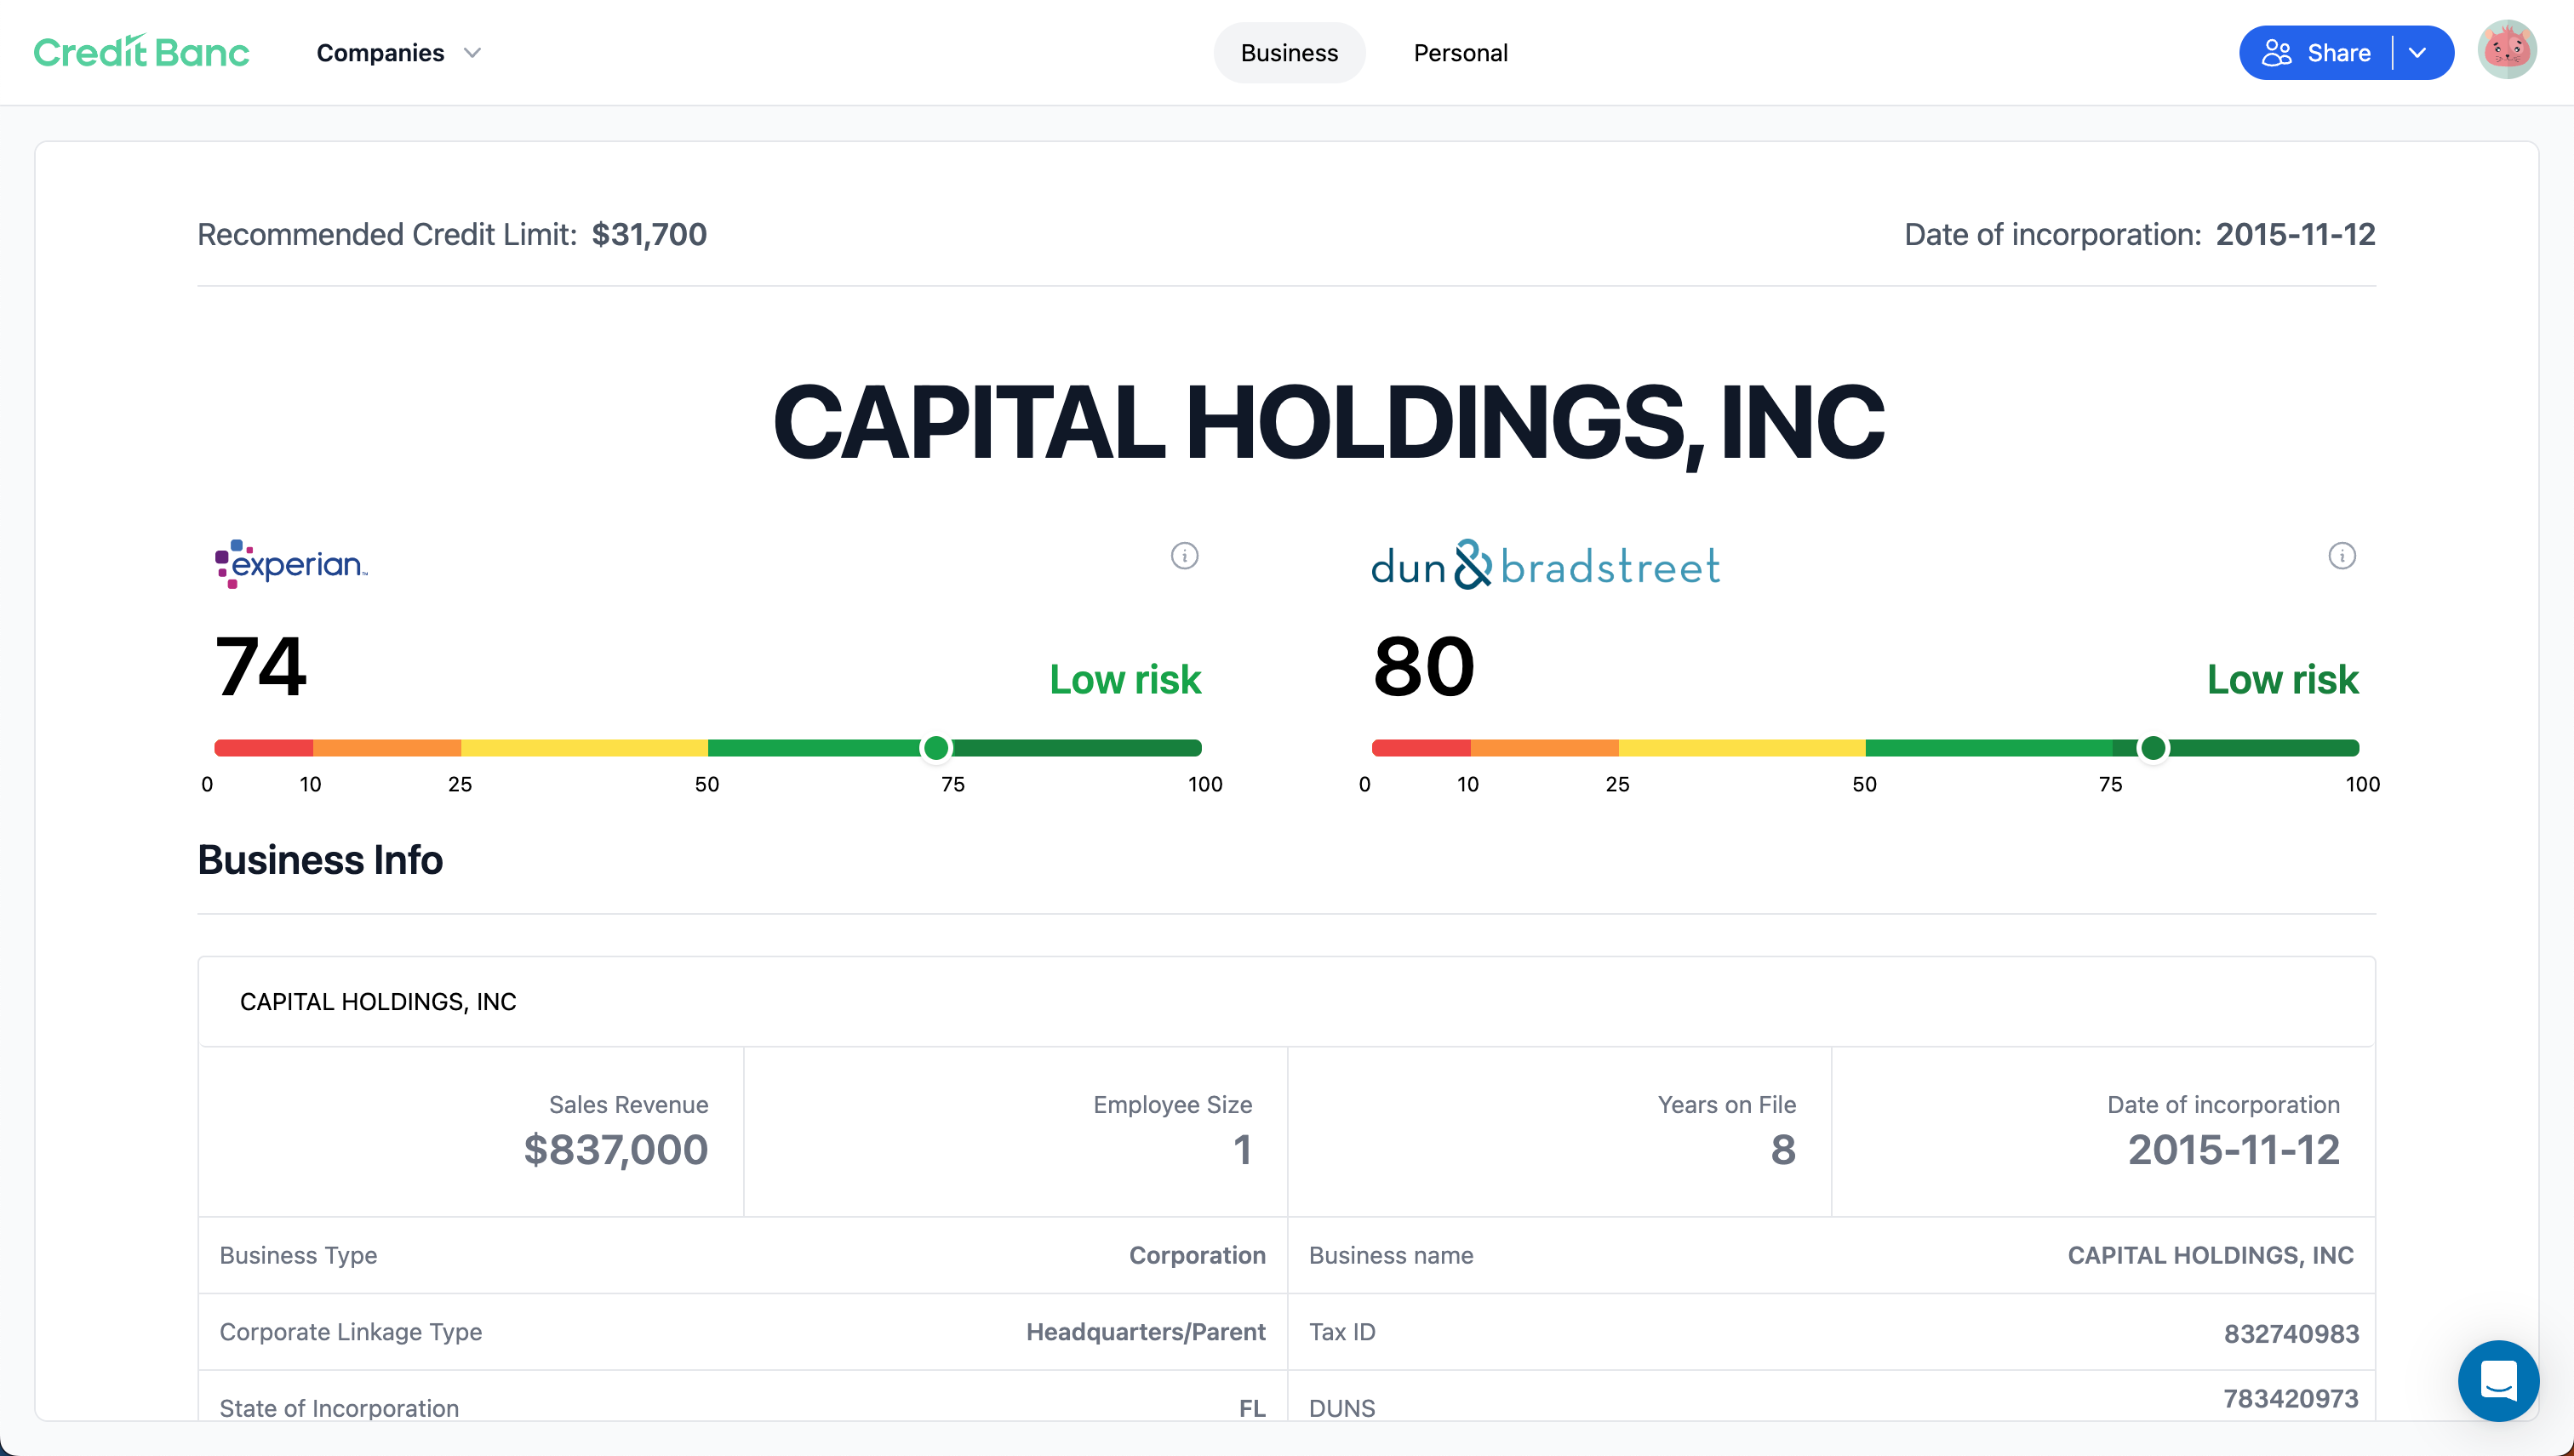 Credit Banc
Companies
Business
Personal
Share
Recommended Credit Limit: $31,700
Date of incorporation: 2015-11-12
CAPITAL HOLDINGS, INC
experian™
dun & bradstreet
74
Low risk
80
Low risk
0 10 25 50 75 100
0 10 25 50 75 100
Business Info
CAPITAL HOLDINGS, INC
Sales Revenue
$837,000
Employee Size
1
Years on File
8
Date of incorporation
2015-11-12
Business Type Corporation
Business name CAPITAL HOLDINGS, INC
Corporate Linkage Type Headquarters/Parent
Tax ID 832740983
State of Incorporation FL
DUNS 783420973